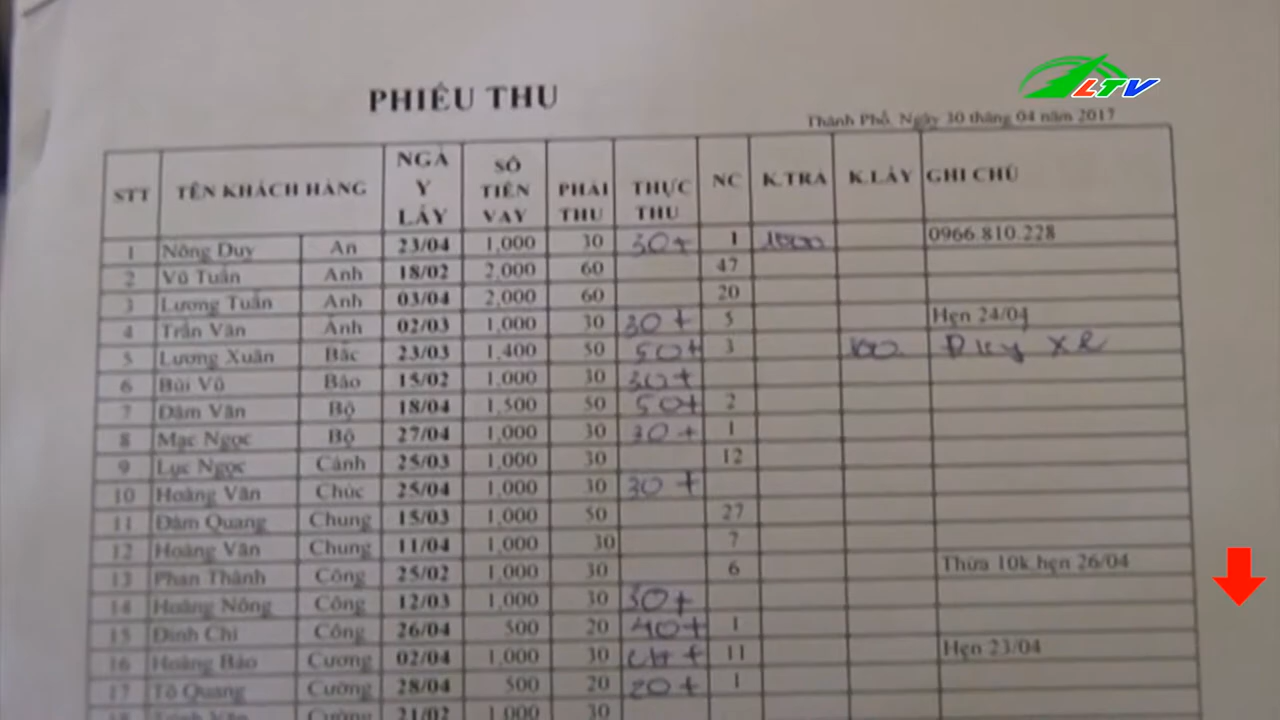 LTV
PHIẾU THU
Thành Phố, Ngày 30 tháng 04 năm 2017
STT TÊN KHÁCH HÀNG NGÀY LẤY SỐ TIỀN VAY PHẢI THU THỰC THU NC K.TRA K.LẤY GHI CHÚ
1 Nông Duy An 23/04 1,000 30 30+ 1 1000 0966.810.228
2 Vũ Tuấn Anh 18/02 2,000 60 47
3 Lương Tuấn Anh 03/04 2,000 60 20
4 Trần Văn Ánh 02/03 1,000 30 30+ 5 Hẹn 24/04
5 Lương Xuân Bắc 23/03 1,400 50 50+ 3 100
6 Bùi Vũ Bảo 15/02 1,000 30 30+
7 Đàm Văn Bộ 18/04 1,500 50 50+ 2
8 Mạc Ngọc Bộ 27/04 1,000 30 30+ 1
9 Lục Ngọc Cảnh 25/03 1,000 30 12
10 Hoàng Văn Chúc 25/04 1,000 30 30+
11 Đàm Quang Chung 15/03 1,000 50 27
12 Hoàng Văn Chung 11/04 1,000 30 7
13 Phan Thành Công 25/02 1,000 30 6 Thừa 10k hẹn 26/04
14 Hoàng Nông Công 12/03 1,000 30 30+
15 Đinh Chí Công 26/04 500 20 40+ 1
16 Hoàng Bảo Cương 02/04 1,000 30 11 Hẹn 23/04
17 Tô Quang Cường 28/04 500 20 20+ 1
21/02 1,000 30